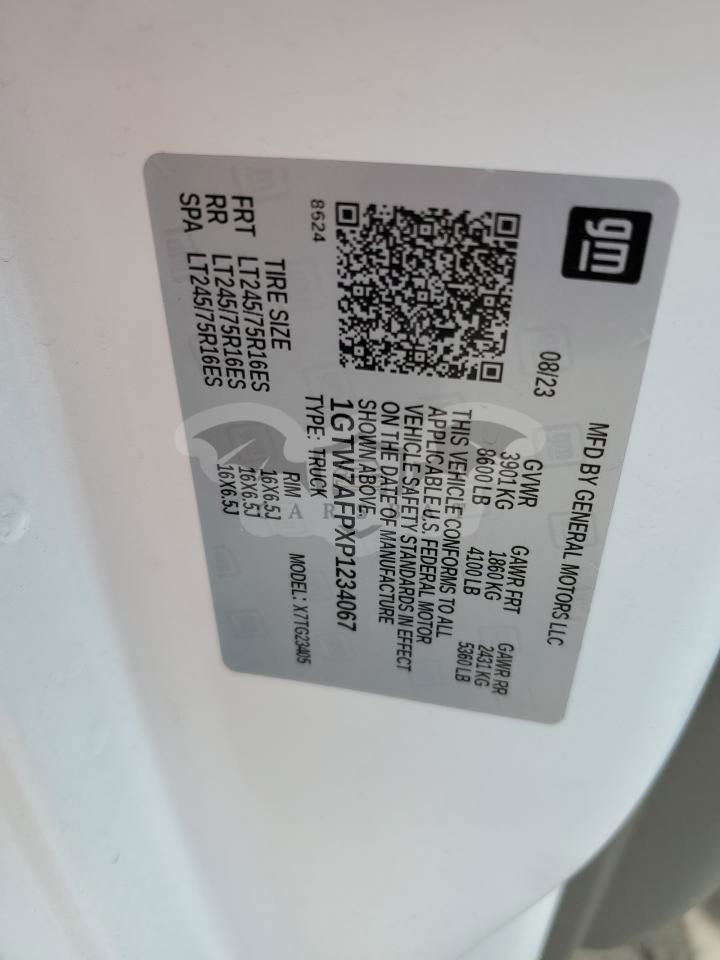 gm
MFD BY GENERAL MOTORS LLC
08/23
GVWR GAWR FRT GAWR RR
3901 KG 1860 KG 2431 KG
8600 LB 4100 LB 5360 LB
THIS VEHICLE CONFORMS TO ALL
APPLICABLE U.S. FEDERAL MOTOR
VEHICLE SAFETY STANDARDS IN EFFECT
ON THE DATE OF MANUFACTURE
SHOWN ABOVE.
1GTW7AFPXP1234067
TYPE: TRUCK MODEL: X7TG23405
8624
TIRE SIZE RIM
FRT LT245/75R16ES 16X6.5J
RR LT245/75R16ES 16X6.5J
SPA LT245/75R16ES 16X6.5J